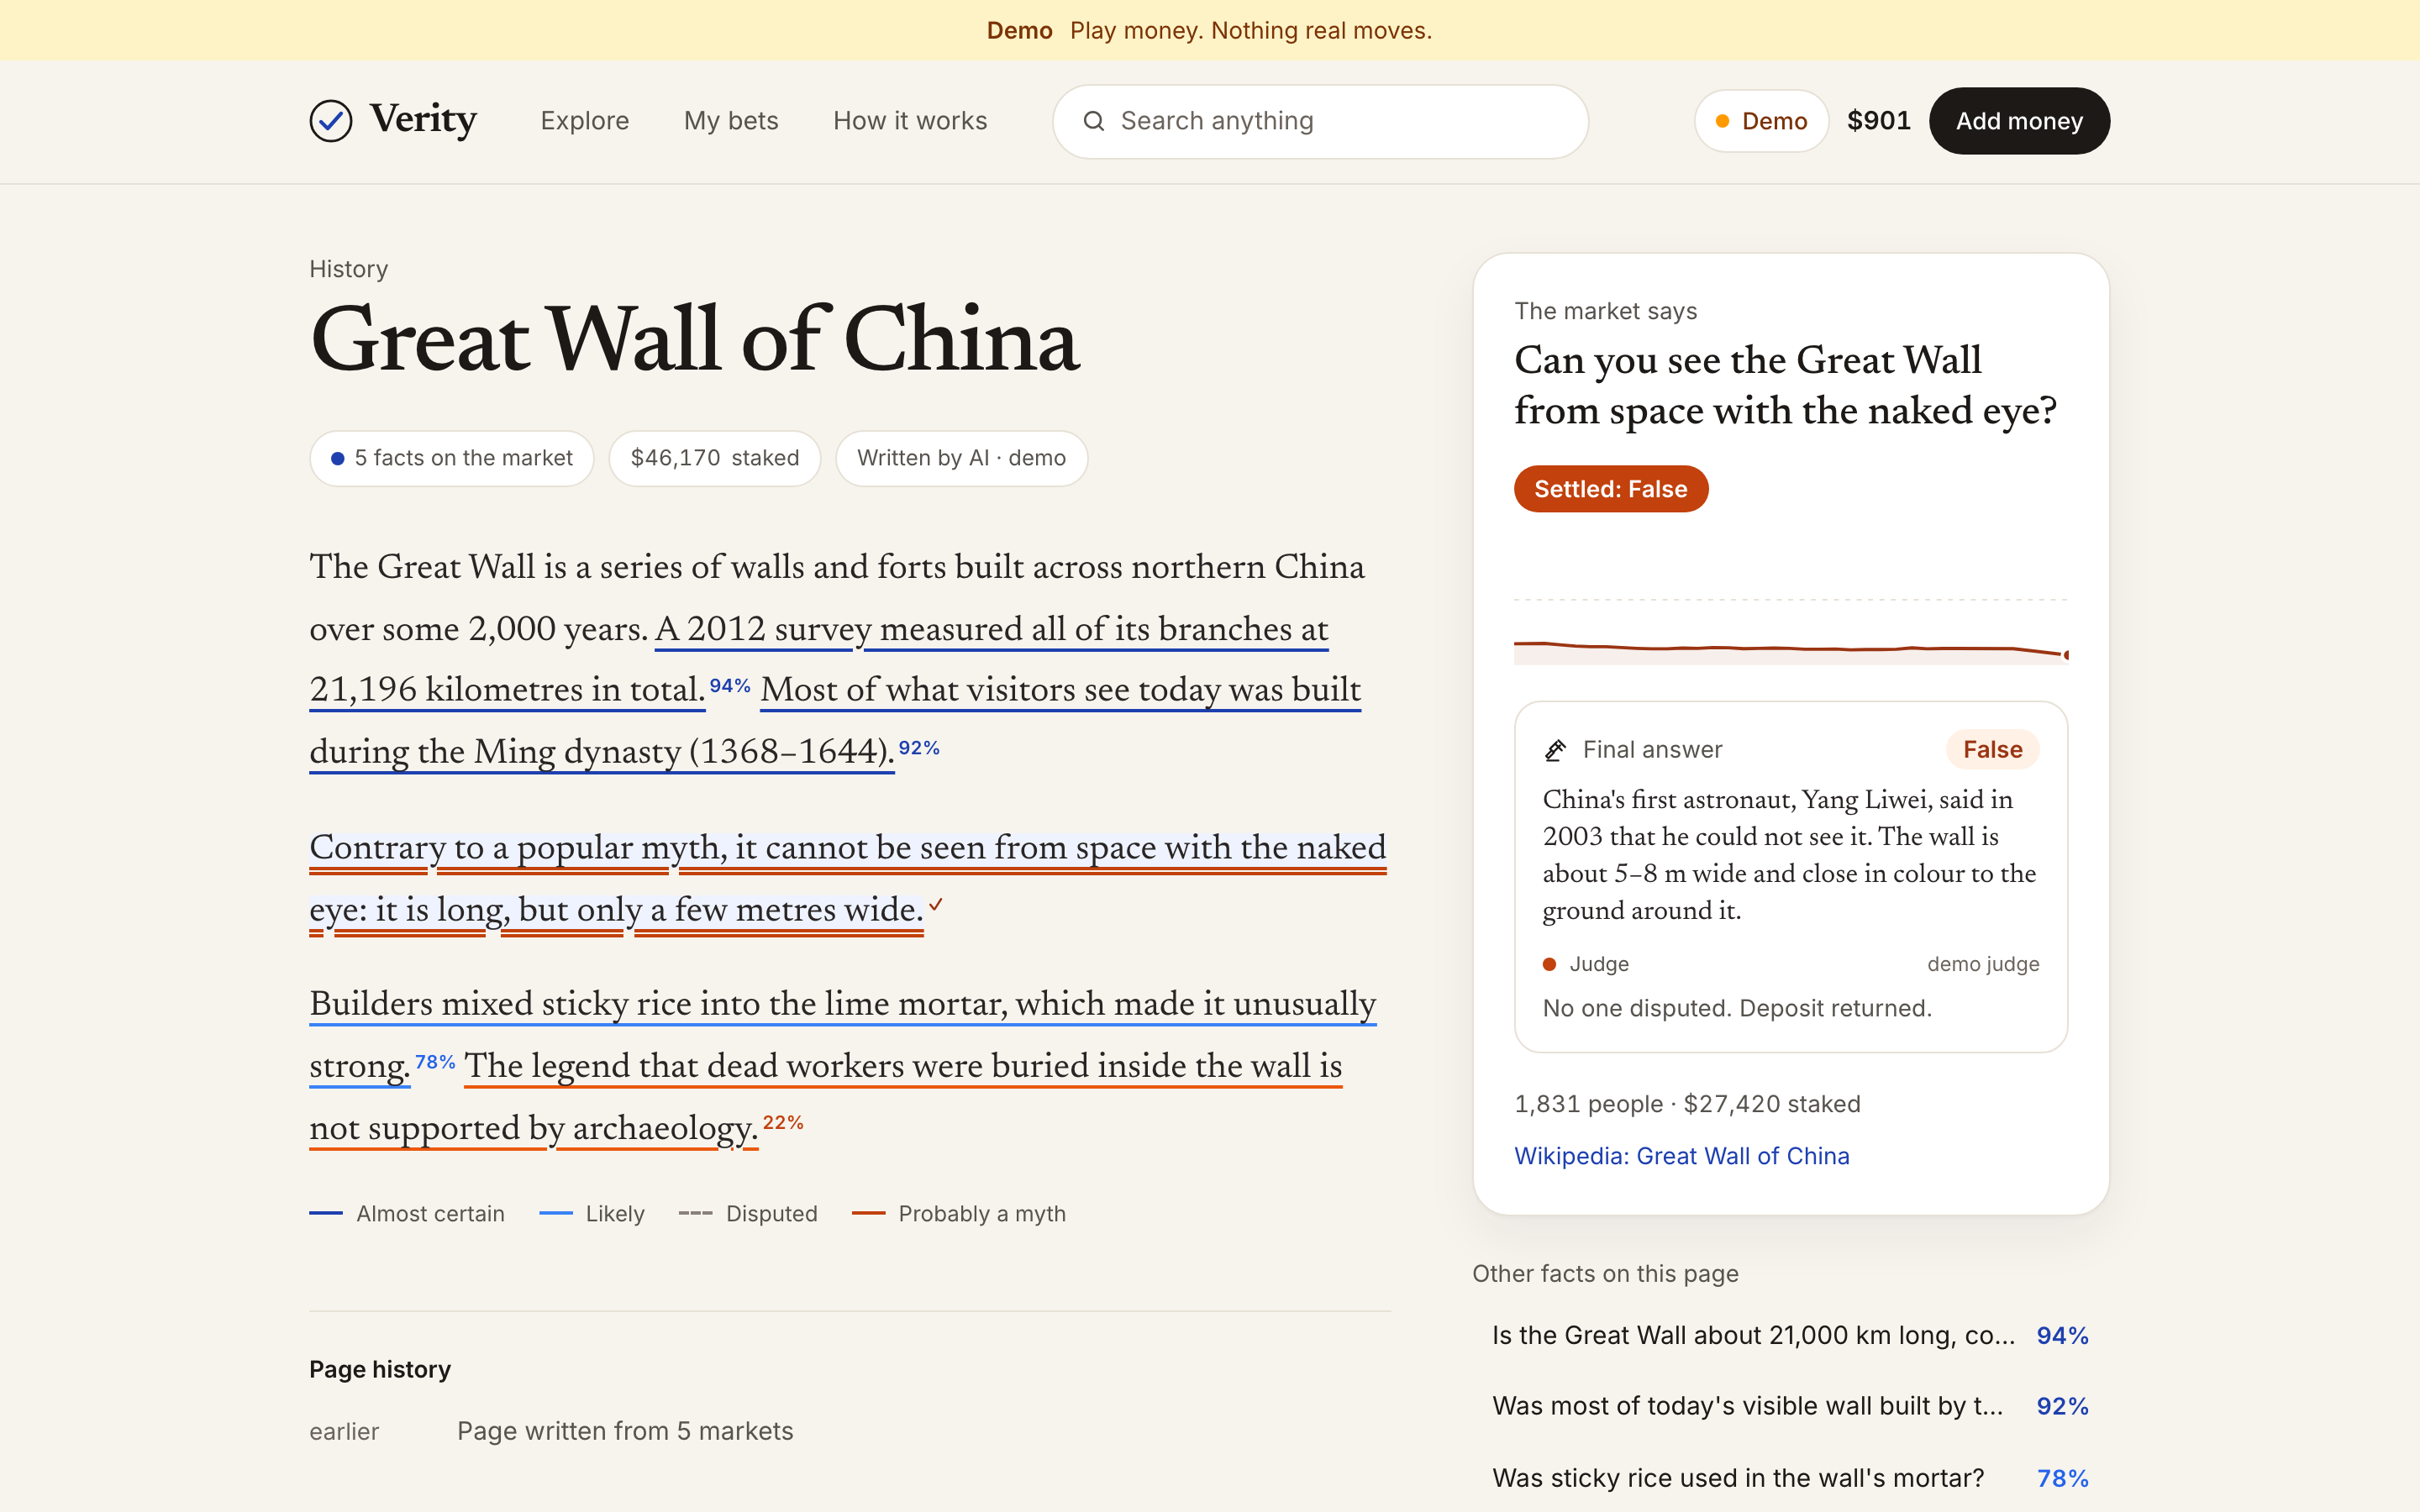 Demo Play money. Nothing real moves.
Verity
Explore
My bets
How it works
Search anything
Demo
$901
Add money
History
Great Wall of China
5 facts on the market
$46,170 staked
Written by AI · demo
The Great Wall is a series of walls and forts built across northern China
over some 2,000 years. A 2012 survey measured all of its branches at
21,196 kilometres in total. 94% Most of what visitors see today was built
during the Ming dynasty (1368–1644). 92%
Contrary to a popular myth, it cannot be seen from space with the naked
eye: it is long, but only a few metres wide. ✓
Builders mixed sticky rice into the lime mortar, which made it unusually
strong. 78% The legend that dead workers were buried inside the wall is
not supported by archaeology. 22%
Almost certain
Likely
Disputed
Probably a myth
Page history
earlier
Page written from 5 markets
The market says
Can you see the Great Wall
from space with the naked eye?
Settled: False
Final answer
False
China's first astronaut, Yang Liwei, said in
2003 that he could not see it. The wall is
about 5–8 m wide and close in colour to the
ground around it.
Judge
demo judge
No one disputed. Deposit returned.
1,831 people · $27,420 staked
Wikipedia: Great Wall of China
Other facts on this page
Is the Great Wall about 21,000 km long, co... 94%
Was most of today's visible wall built by t... 92%
Was sticky rice used in the wall's mortar? 78%